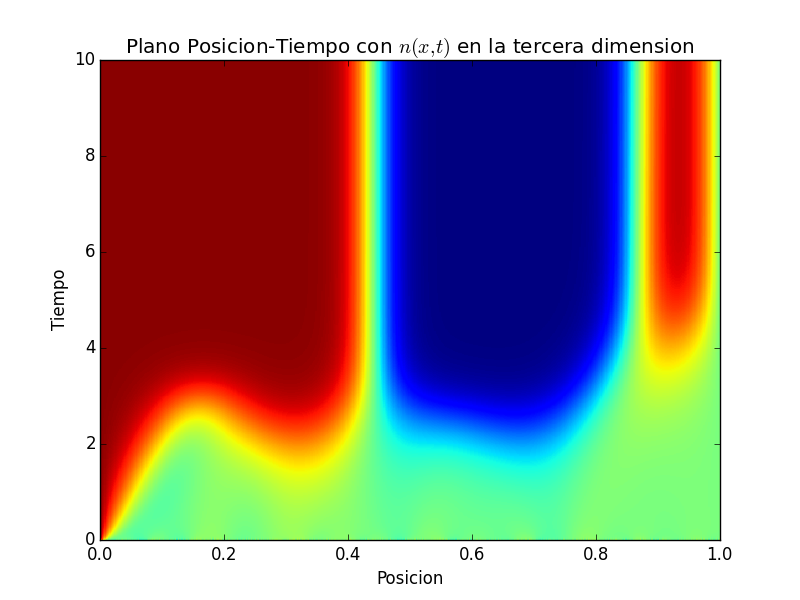 Plano Posicion-Tiempo con n(x,t) en la tercera dimension
10
8
6
4
2
0
Tiempo
0.0 0.2 0.4 0.6 0.8 1.0
Posicion